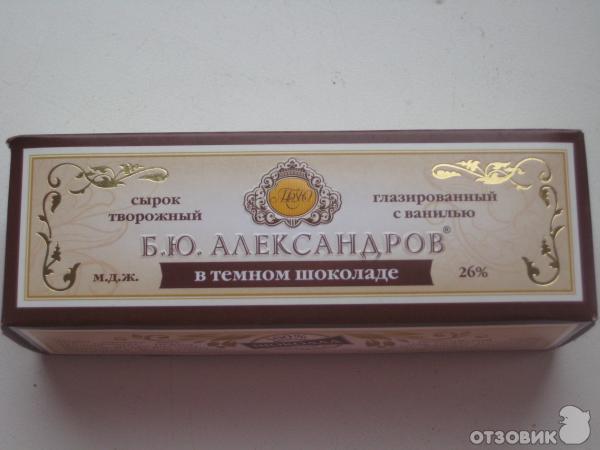 сырок
творожный
глазированный
с ванилью
Б.Ю. АЛЕКСАНДРОВ®
в темном шоколаде
м.д.ж.
26%
ОТЗОВИК